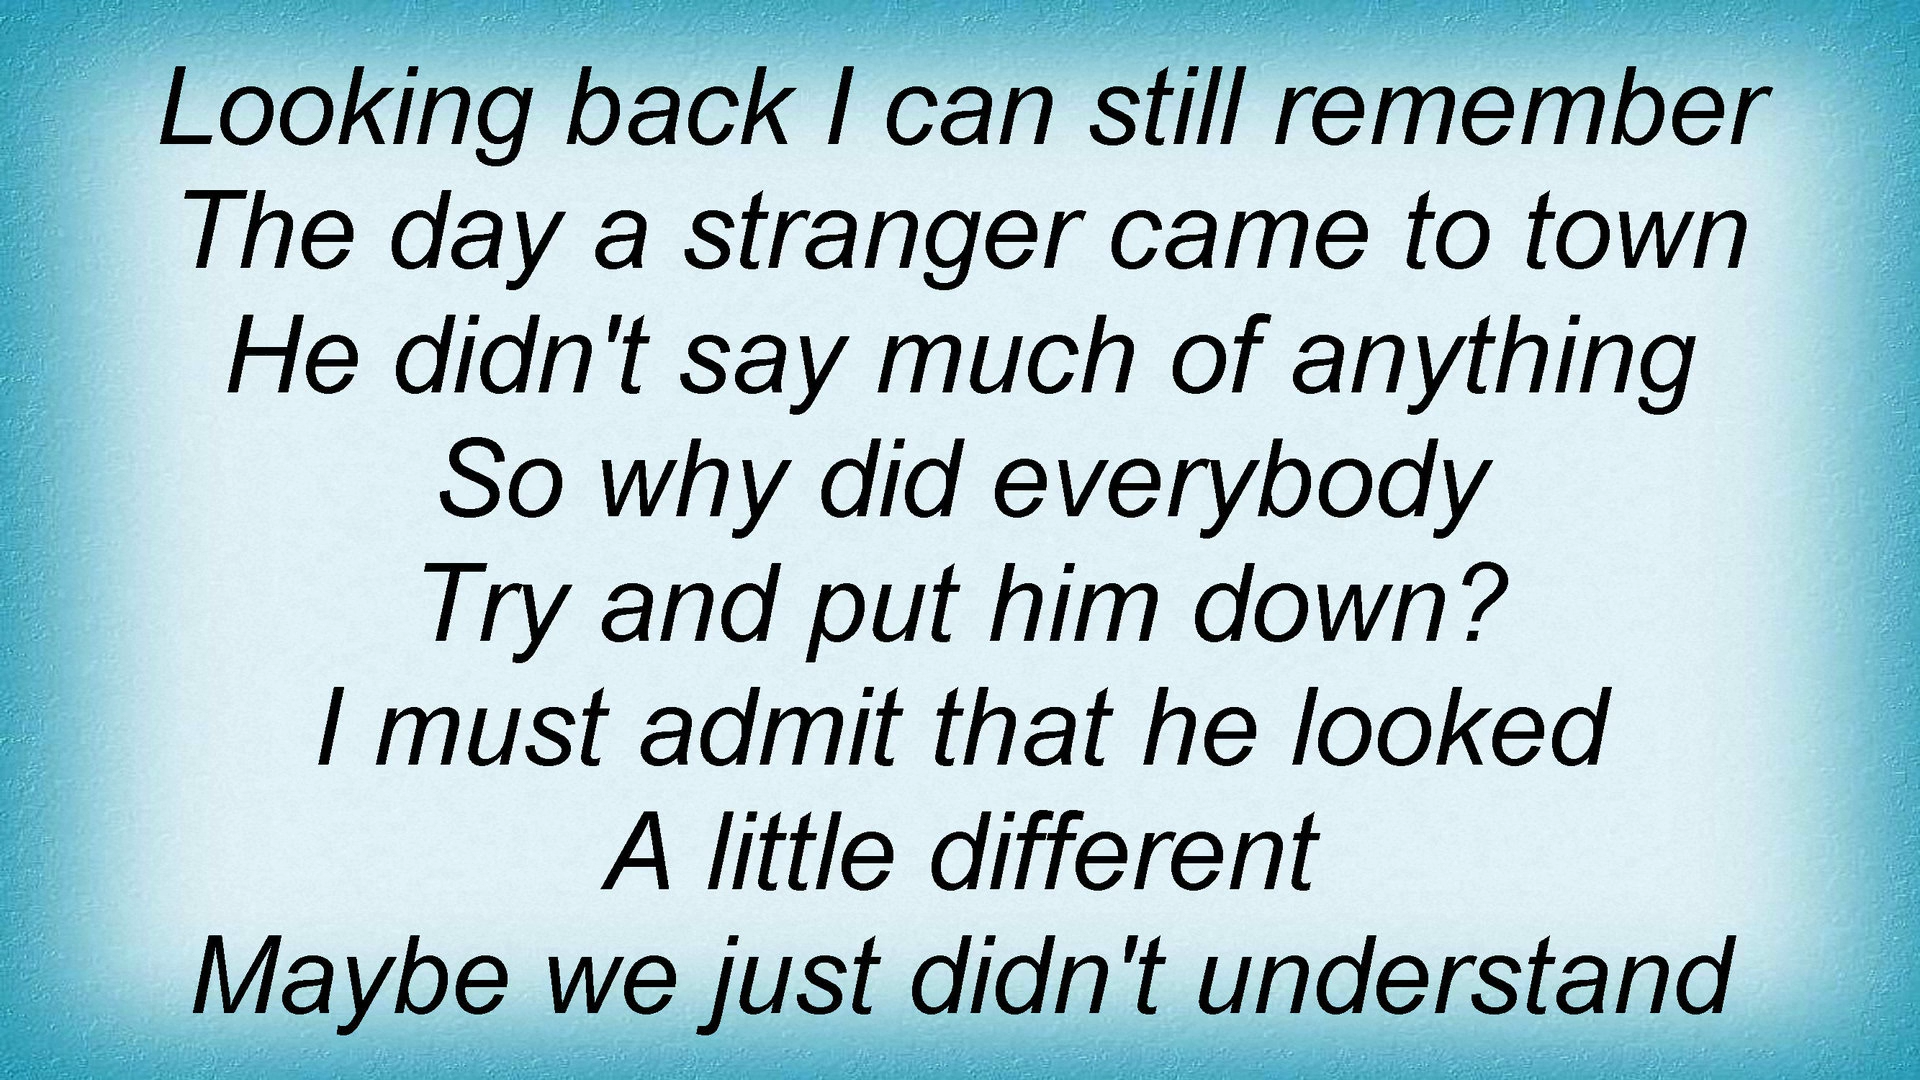 Looking back I can still remember
The day a stranger came to town
He didn't say much of anything
So why did everybody
Try and put him down?
I must admit that he looked
A little different
Maybe we just didn't understand